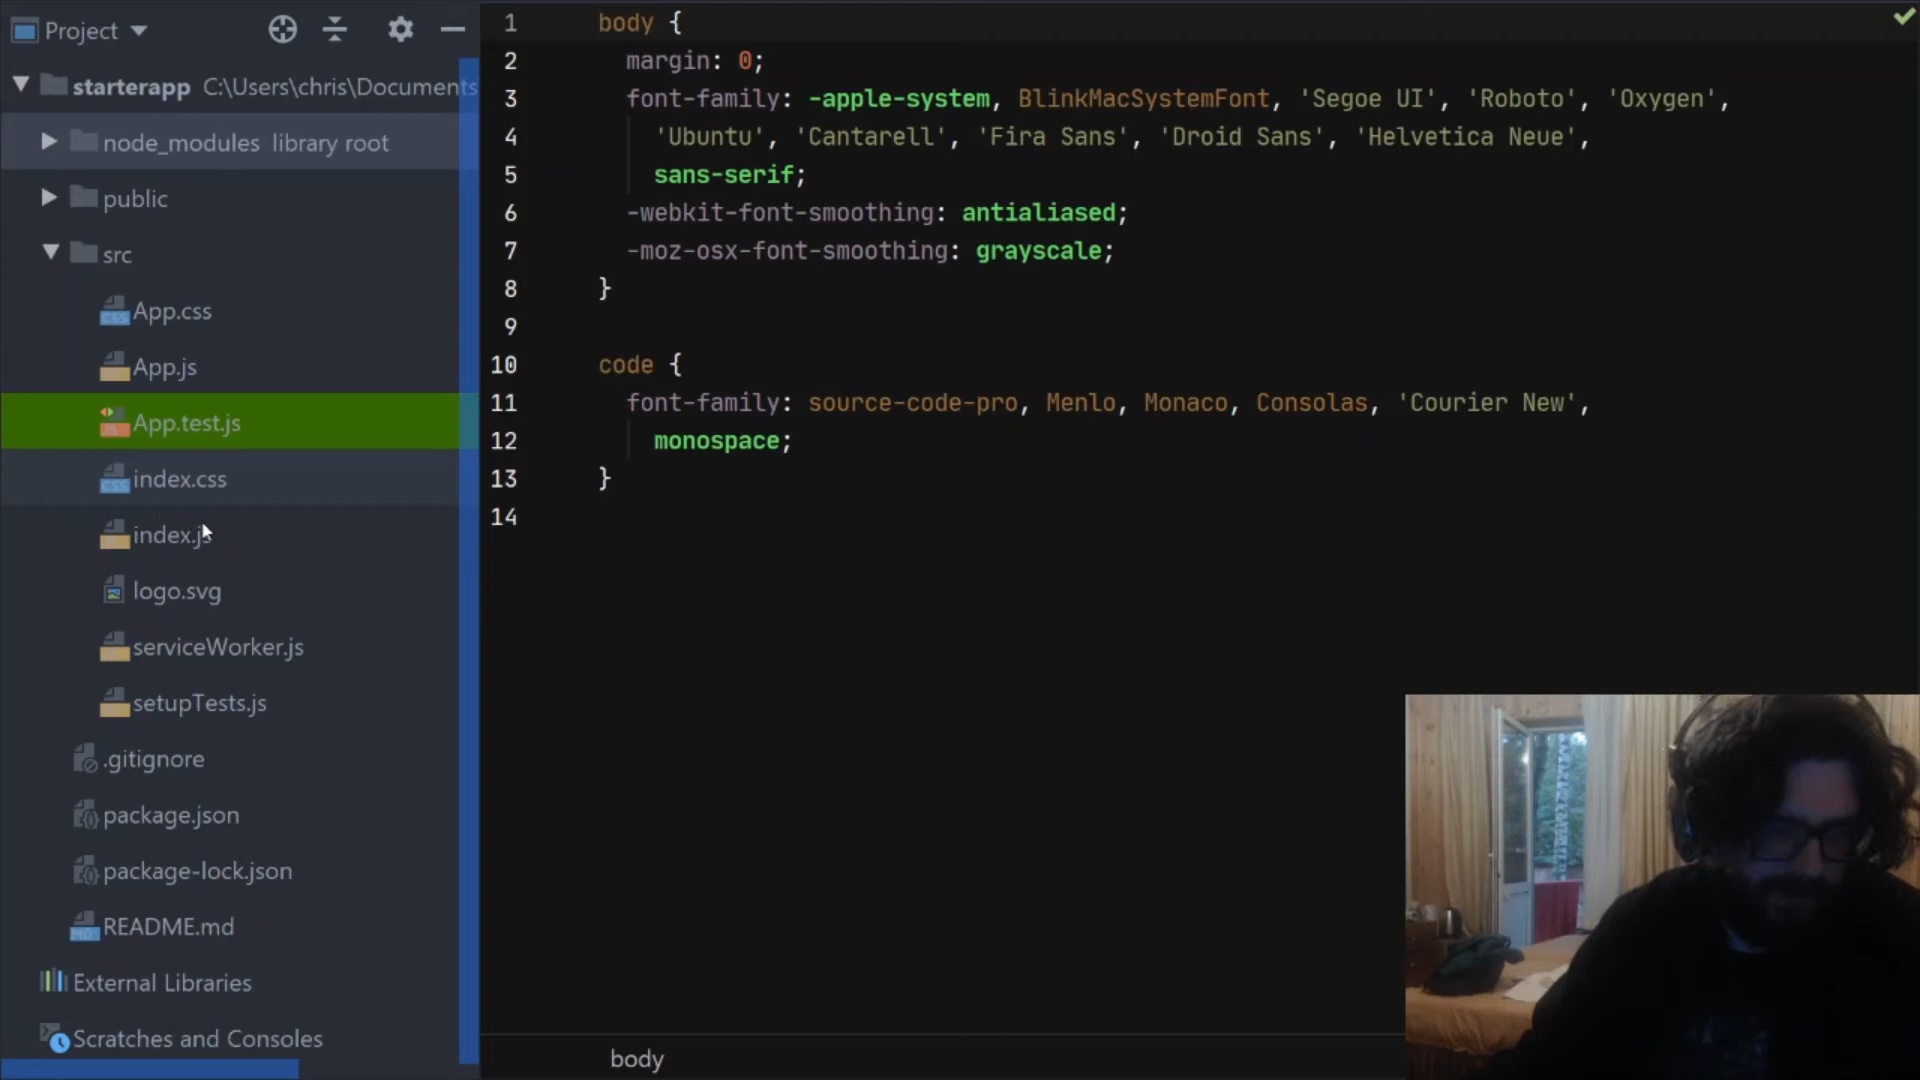 Project
starterapp C:\Users\chris\Documents
node_modules library root
public
src
App.css
App.js
App.test.js
index.css
index.js
logo.svg
serviceWorker.js
setupTests.js
.gitignore
package.json
package-lock.json
README.md
External Libraries
Scratches and Consoles
1 body {
2 margin: 0;
3 font-family: -apple-system, BlinkMacSystemFont, 'Segoe UI', 'Roboto', 'Oxygen',
4 'Ubuntu', 'Cantarell', 'Fira Sans', 'Droid Sans', 'Helvetica Neue',
5 sans-serif;
6 -webkit-font-smoothing: antialiased;
7 -moz-osx-font-smoothing: grayscale;
8 }
9
10 code {
11 font-family: source-code-pro, Menlo, Monaco, Consolas, 'Courier New',
12 monospace;
13 }
14
body